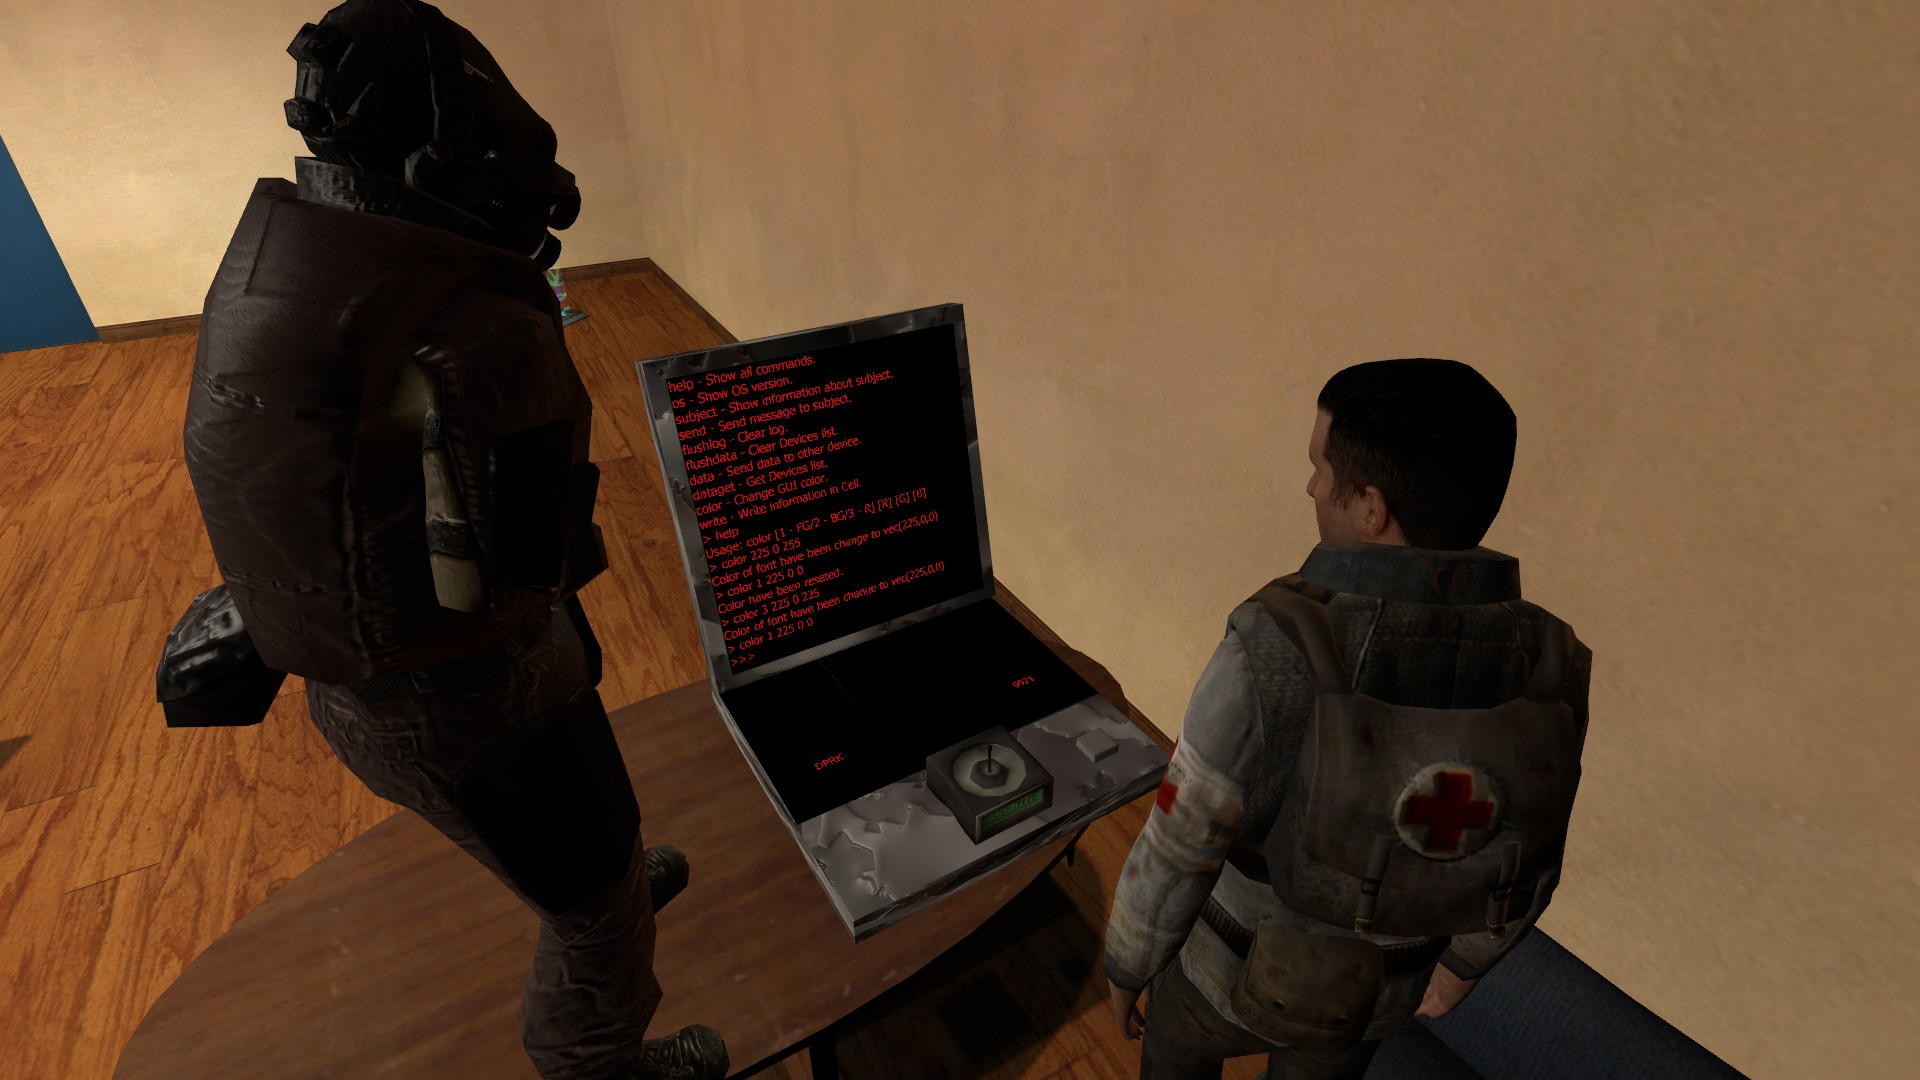 help - Show all commands.
os - Show OS version.
subject - Show information about subject.
send - Send message to subject.
flushlog - Clear log.
flushdata - Clear Devices list.
data - Send data to other device.
dataget - Get Devices list.
color - Change GUI color.
write - Write information in Cell.
> help
Usage: color [1 - FG/2 - BG/3 - R] [R] [G] [B]
> color 225 0 255
Color of font have been change to vec(225,0,0)
> color 1 225 0 0
Color have been reseted.
> color 3 225 0 225
Color of font have been change to vec(225,0,0)
> color 1 225 0 0
>>>
9921